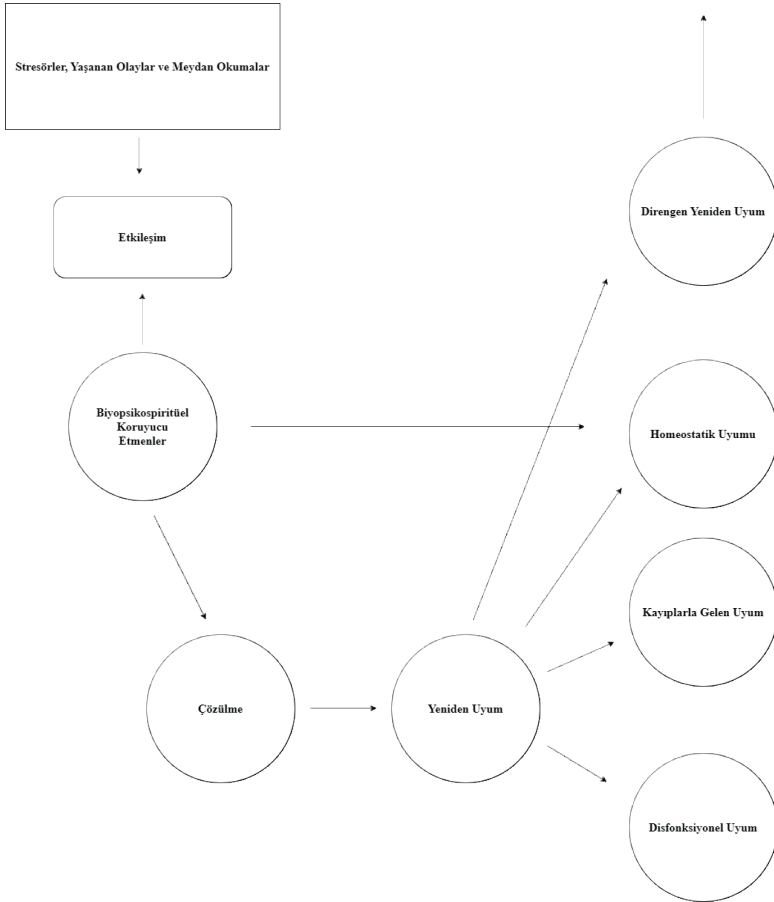 Stresörler, Yaşanan Olaylar ve Meydan Okumalar
Etkileşim
Biyopsikospiritüel
Koruyucu
Etmenler
Çözülme
Yeniden Uyum
Direngen Yeniden Uyum
Homeostatik Uyumu
Kayıplarla Gelen Uyum
Disfonksiyonel Uyum